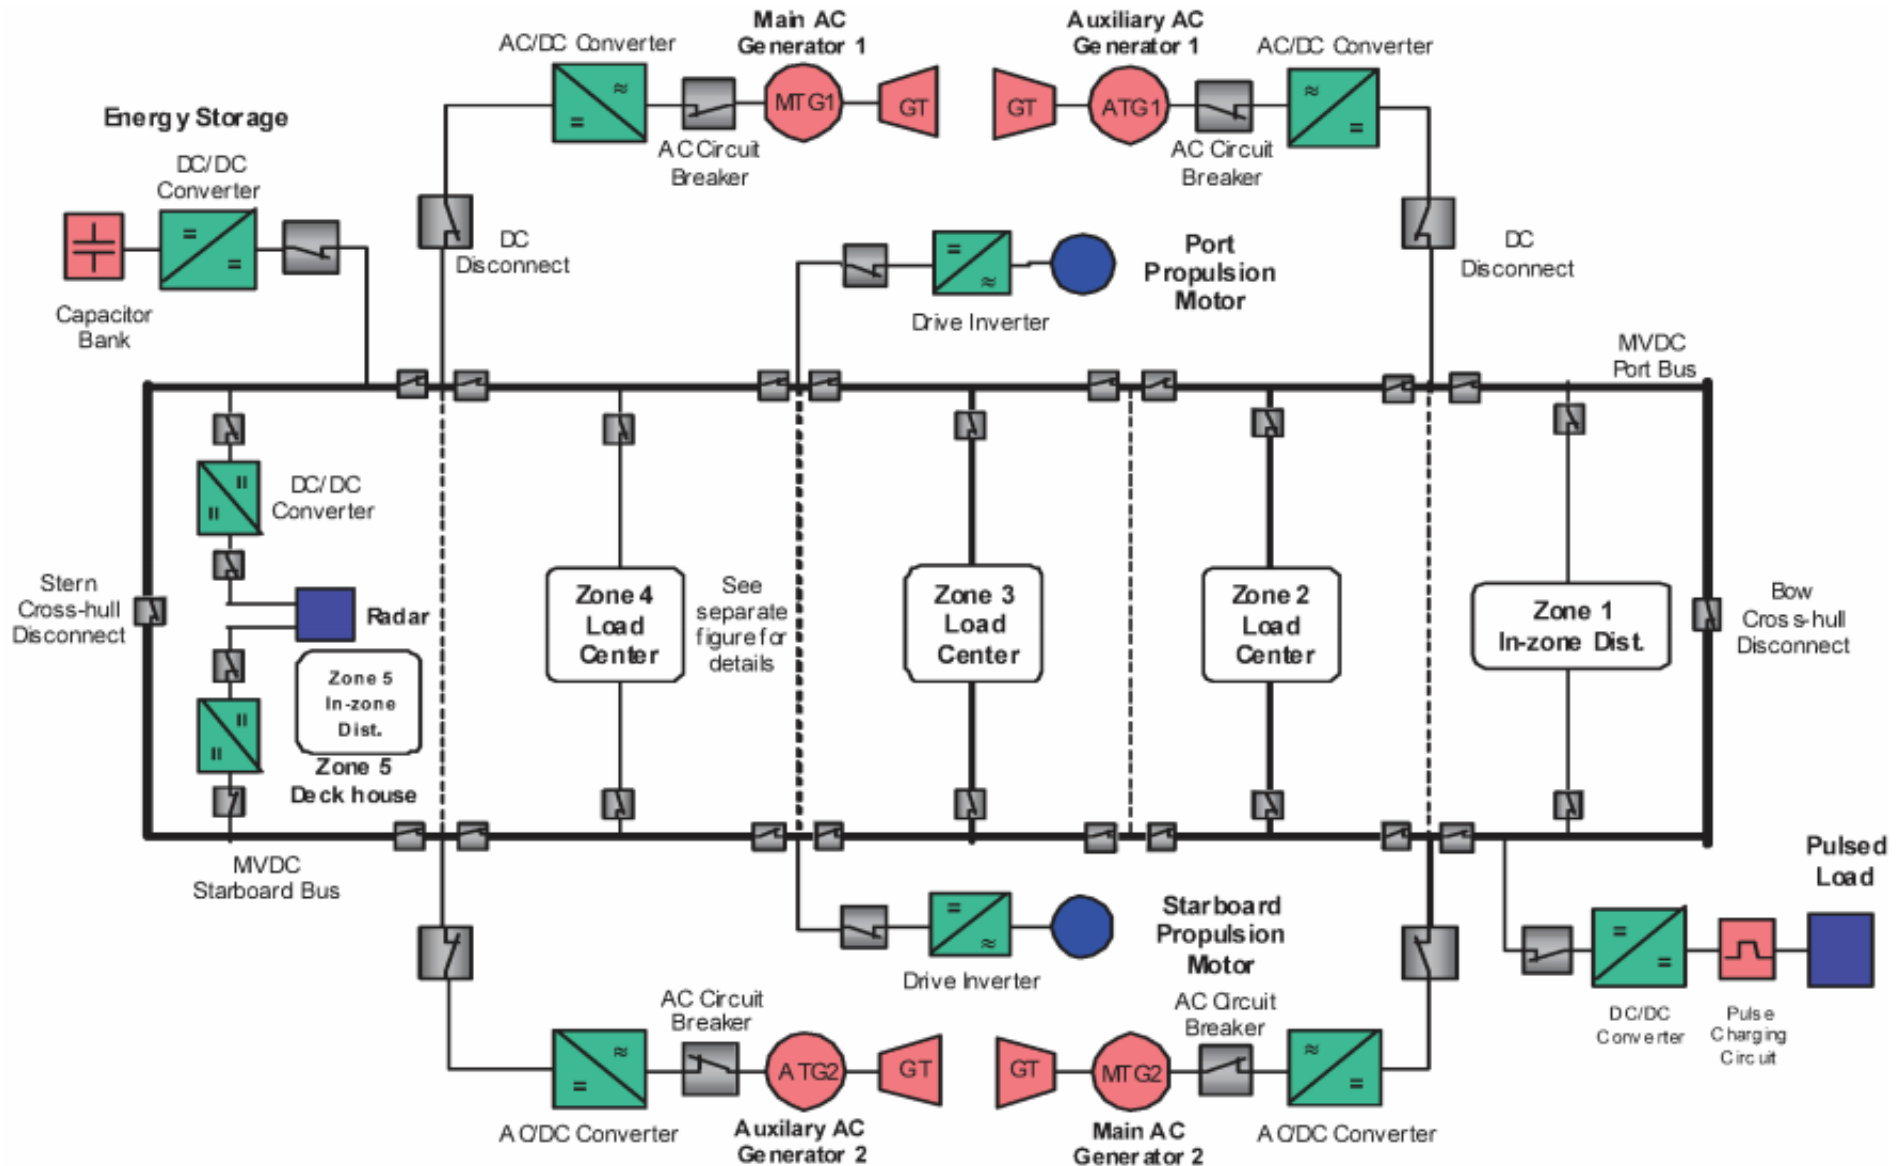 Main AC
Generator 1
Auxiliary AC
Generator 1
AC/DC Converter
AC/DC Converter
MTG1
GT
GT
ATG1
Energy Storage
AC Circuit
Breaker
AC Circuit
Breaker
DC/DC
Converter
DC
Disconnect
DC
Disconnect
Port
Propulsion
Motor
Capacitor
Bank
Drive Inverter
MVDC
Port Bus
DC/DC
Converter
Stern
Cross-hull
Disconnect
Radar
Zone 5
In-zone
Dist.
Zone 5
Deck house
Zone 4
Load
Center
See
separate
figure for
details
Zone 3
Load
Center
Zone 2
Load
Center
Zone 1
In-zone Dist.
Bow
Cross-hull
Disconnect
MVDC
Starboard Bus
Pulsed
Load
Starboard
Propulsion
Motor
Drive Inverter
AC Circuit
Breaker
AC Circuit
Breaker
DC/DC
Converter
Pulse
Charging
Circuit
ATG2
GT
GT
MTG2
AC/DC Converter
Auxilary AC
Generator 2
Main AC
Generator 2
AC/DC Converter